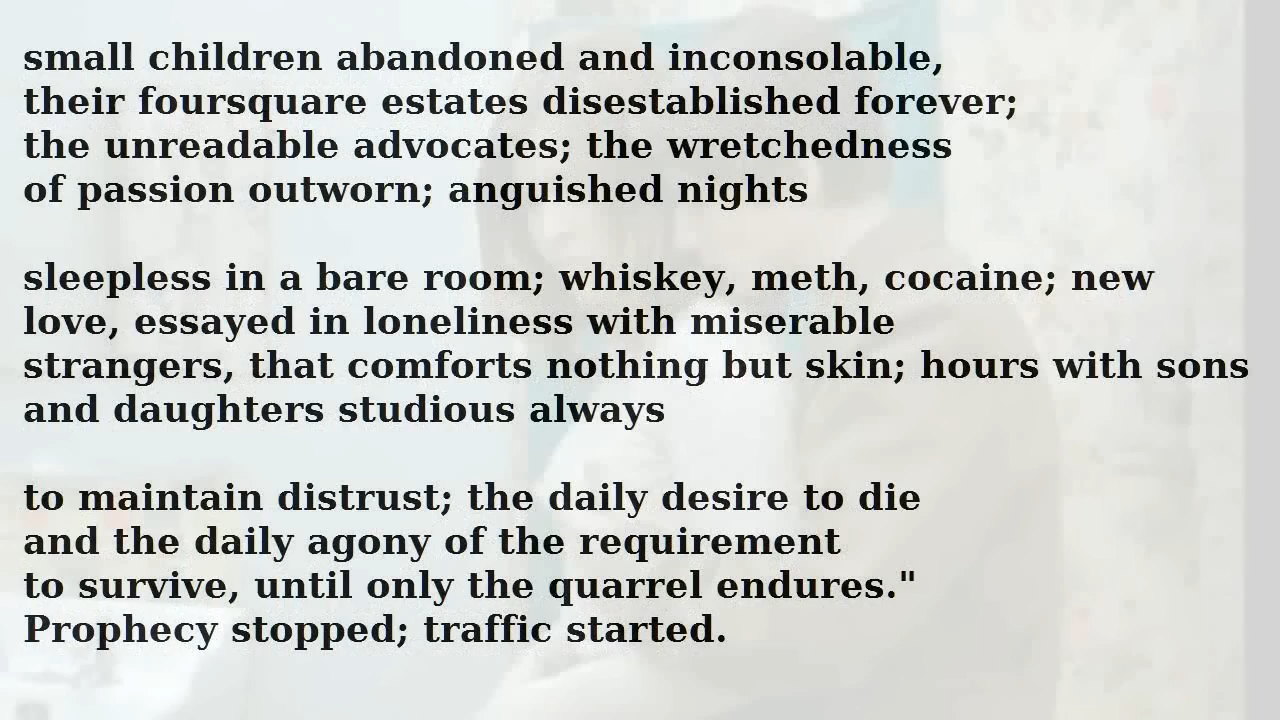 small children abandoned and inconsolable,
their foursquare estates disestablished forever;
the unreadable advocates; the wretchedness
of passion outworn; anguished nights
sleepless in a bare room; whiskey, meth, cocaine; new
love, essayed in loneliness with miserable
strangers, that comforts nothing but skin; hours with sons
and daughters studious always
to maintain distrust; the daily desire to die
and the daily agony of the requirement
to survive, until only the quarrel endures."
Prophecy stopped; traffic started.